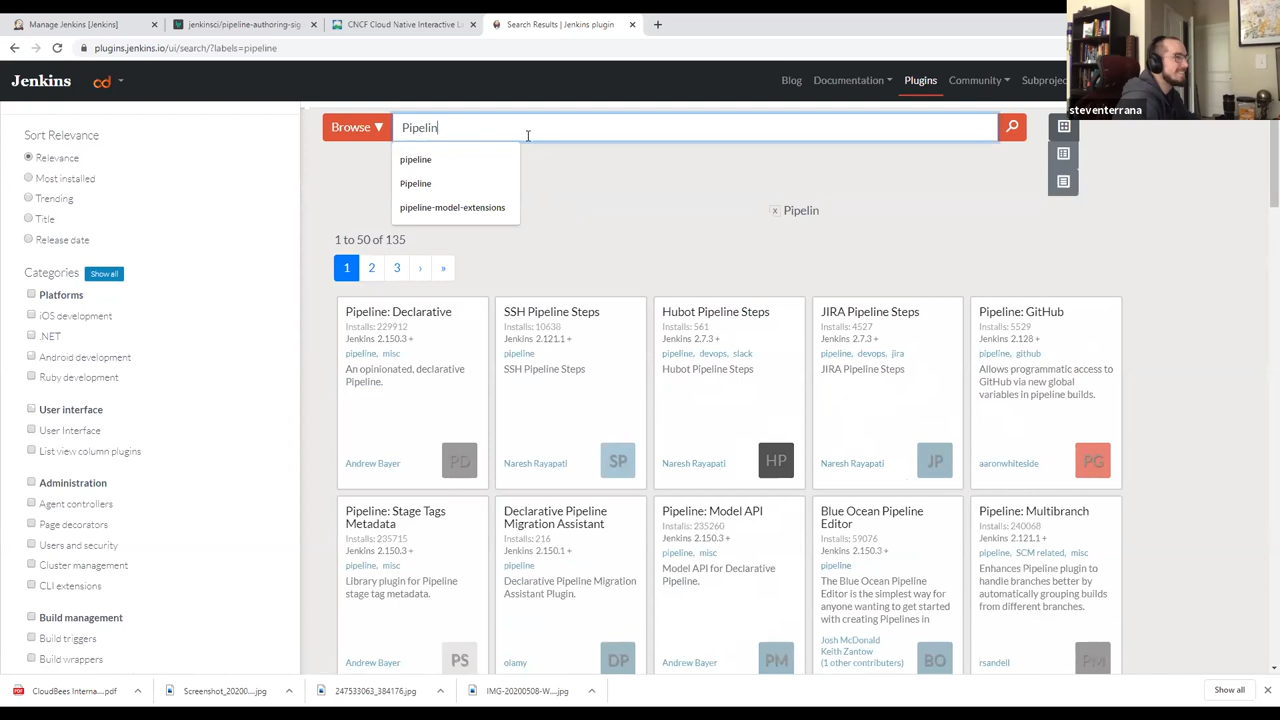 Manage Jenkins [Jenkins]
jenkinsci/pipeline-authoring-sig
CNCF Cloud Native Interactive L
Search Results | Jenkins plugin
plugins.jenkins.io/ui/search/?labels=pipeline
Jenkins
cd
Blog
Documentation
Plugins
Community
Subproj
steventerrana
Sort Relevance
Relevance
Most installed
Trending
Title
Release date
Categories
Show all
Platforms
iOS development
.NET
Android development
Ruby development
User interface
User Interface
List view column plugins
Administration
Agent controllers
Page decorators
Users and security
Cluster management
CLI extensions
Build management
Build triggers
Build wrappers
Browse ▼
Pipelin
pipeline
Pipeline
pipeline-model-extensions
x Pipelin
1 to 50 of 135
1 2 3 › »
Pipeline: Declarative
Installs: 229912
Jenkins 2.150.3 +
pipeline, misc
An opinionated, declarative
Pipeline.
Andrew Bayer
PD
SSH Pipeline Steps
Installs: 10638
Jenkins 2.121.1 +
pipeline
SSH Pipeline Steps
Naresh Rayapati
SP
Hubot Pipeline Steps
Installs: 561
Jenkins 2.7.3 +
pipeline, devops, slack
Hubot Pipeline Steps
Naresh Rayapati
HP
JIRA Pipeline Steps
Installs: 4527
Jenkins 2.7.3 +
pipeline, devops, jira
JIRA Pipeline Steps
Naresh Rayapati
JP
Pipeline: GitHub
Installs: 5529
Jenkins 2.128 +
pipeline, github
Allows programmatic access to
GitHub via new global
variables in pipeline builds.
aaronwhiteside
PG
Pipeline: Stage Tags
Metadata
Installs: 235715
Jenkins 2.150.3 +
pipeline, misc
Library plugin for Pipeline
stage tag metadata.
Andrew Bayer
PS
Declarative Pipeline
Migration Assistant
Installs: 216
Jenkins 2.150.1 +
pipeline
Declarative Pipeline Migration
Assistant Plugin.
olamy
DP
Pipeline: Model API
Installs: 235260
Jenkins 2.150.3 +
pipeline, misc
Model API for Declarative
Pipeline.
Andrew Bayer
PM
Blue Ocean Pipeline
Editor
Installs: 59076
Jenkins 2.150.3 +
pipeline
The Blue Ocean Pipeline
Editor is the simplest way for
anyone wanting to get started
with creating Pipelines in
Josh McDonald
Keith Zantow
(1 other contributers)
BO
Pipeline: Multibranch
Installs: 240068
Jenkins 2.121.1 +
pipeline, SCM related, misc
Enhances Pipeline plugin to
handle branches better by
automatically grouping builds
from different branches.
rsandell
PM
CloudBees Interna....pdf
Screenshot_20200....jpg
247533063_384176.jpg
IMG-20200508-W....jpg
Show all